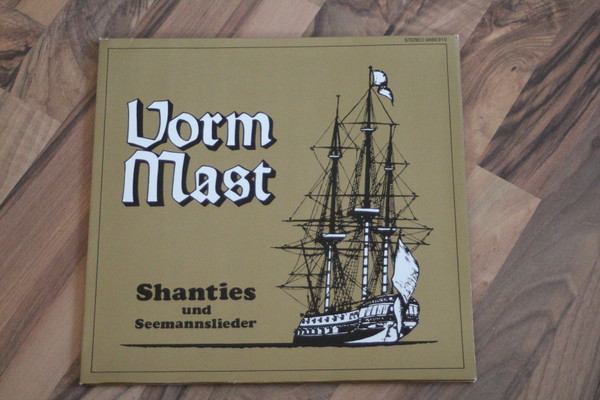 Vorm
Mast
Shanties
und
Seemannslieder